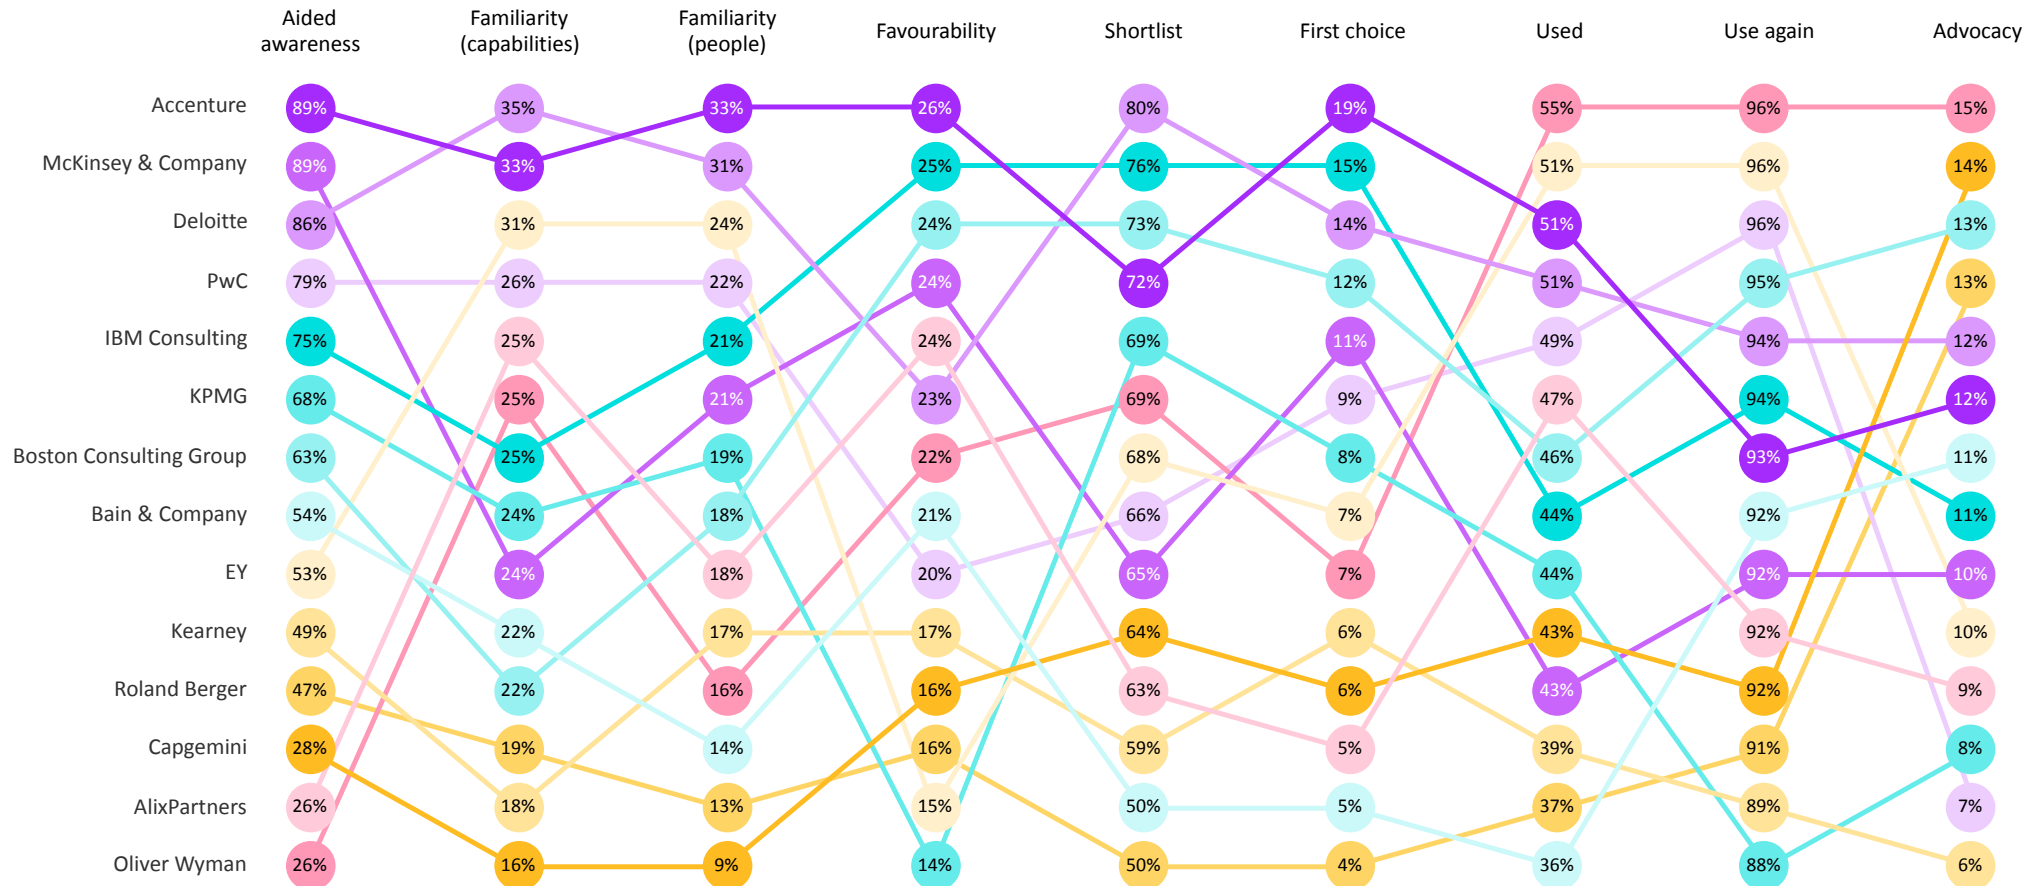 Aided awareness
Familiarity (capabilities)
Familiarity (people)
Favourability
Shortlist
First choice
Used
Use again
Advocacy
Accenture 89% 35% 33% 26% 80% 19% 55% 96% 15%
McKinsey & Company 89% 33% 31% 25% 76% 15% 51% 96% 14%
Deloitte 86% 31% 24% 24% 73% 14% 51% 96% 13%
PwC 79% 26% 22% 24% 72% 12% 51% 95% 13%
IBM Consulting 75% 25% 21% 24% 69% 11% 49% 94% 12%
KPMG 68% 25% 21% 23% 69% 9% 47% 94% 12%
Boston Consulting Group 63% 25% 19% 22% 68% 8% 46% 93% 11%
Bain & Company 54% 24% 18% 21% 66% 7% 44% 92% 11%
EY 53% 24% 18% 20% 65% 7% 44% 92% 10%
Kearney 49% 22% 17% 17% 64% 6% 43% 92% 10%
Roland Berger 47% 22% 16% 16% 63% 6% 43% 92% 9%
Capgemini 28% 19% 14% 16% 59% 5% 39% 91% 8%
AlixPartners 26% 18% 13% 15% 50% 5% 37% 89% 7%
Oliver Wyman 26% 16% 9% 14% 50% 4% 36% 88% 6%